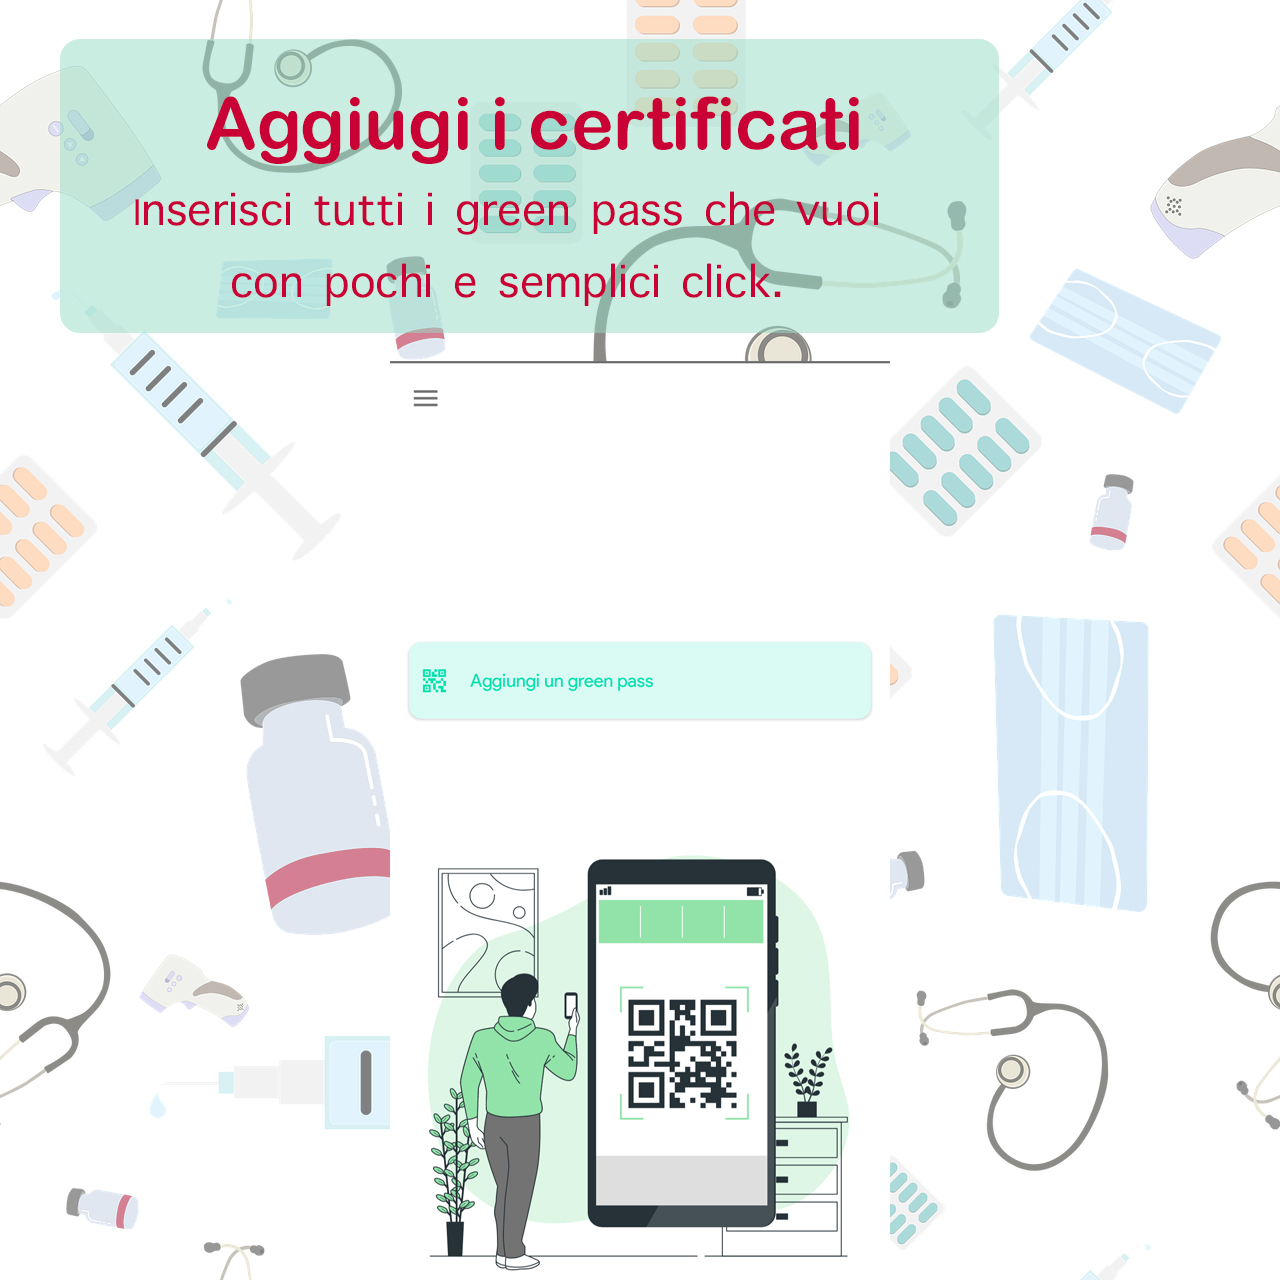 Aggiugi i certificati
Inserisci tutti i green pass che vuoi
con pochi e semplici click.
Aggiungi un green pass